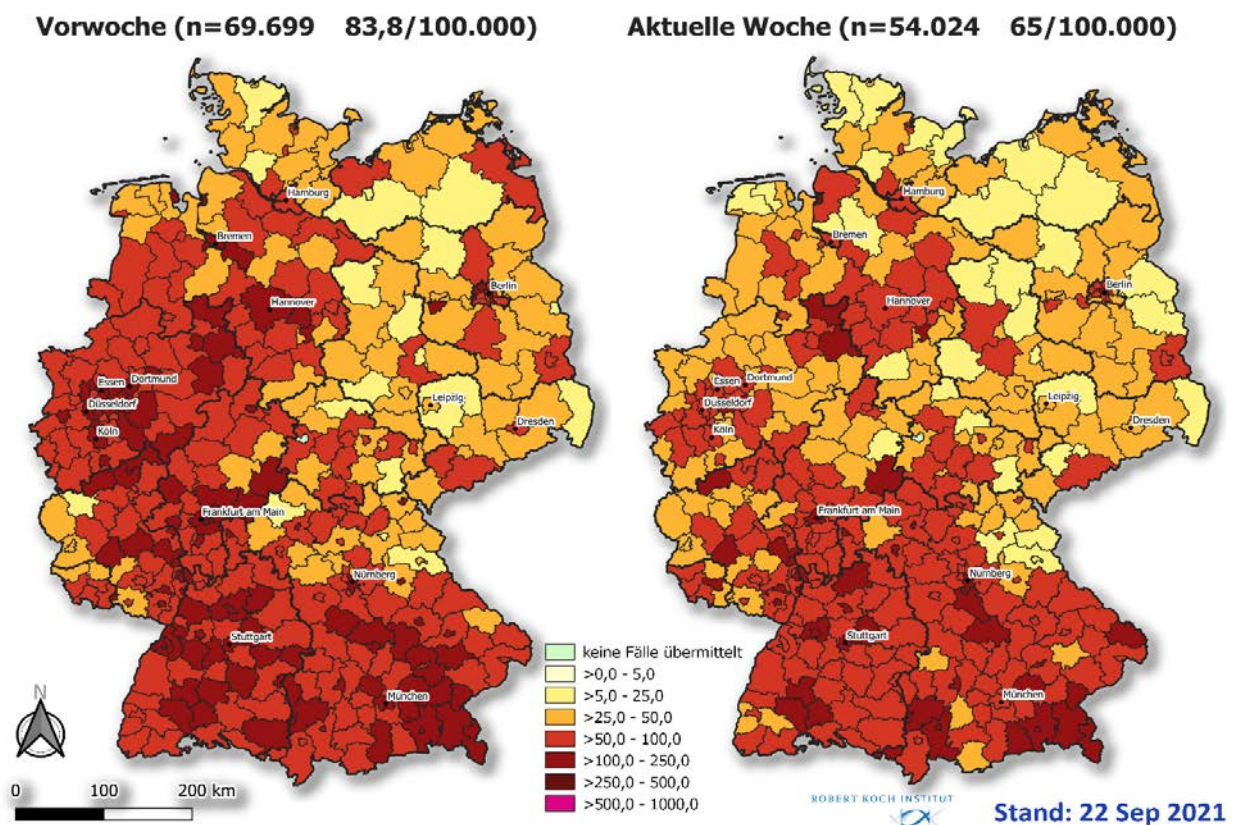 Vorwoche (n=69.699 83,8/100.000)
Aktuelle Woche (n=54.024 65/100.000)
Hamburg
Bremen
Berlin
Hannover
Essen
Dortmund
Düsseldorf
Köln
Leipzig
Dresden
Frankfurt am Main
Nürnberg
Stuttgart
München
Hamburg
Bremen
Berlin
Hannover
Essen
Dortmund
Düsseldorf
Köln
Leipzig
Dresden
Frankfurt am Main
Nürnberg
Stuttgart
München
keine Fälle übermittelt
>0,0 - 5,0
>5,0 - 25,0
>25,0 - 50,0
>50,0 - 100,0
>100,0 - 250,0
>250,0 - 500,0
>500,0 - 1000,0
N
0 100 200 km
ROBERT KOCH INSTITUT
Stand: 22 Sep 2021